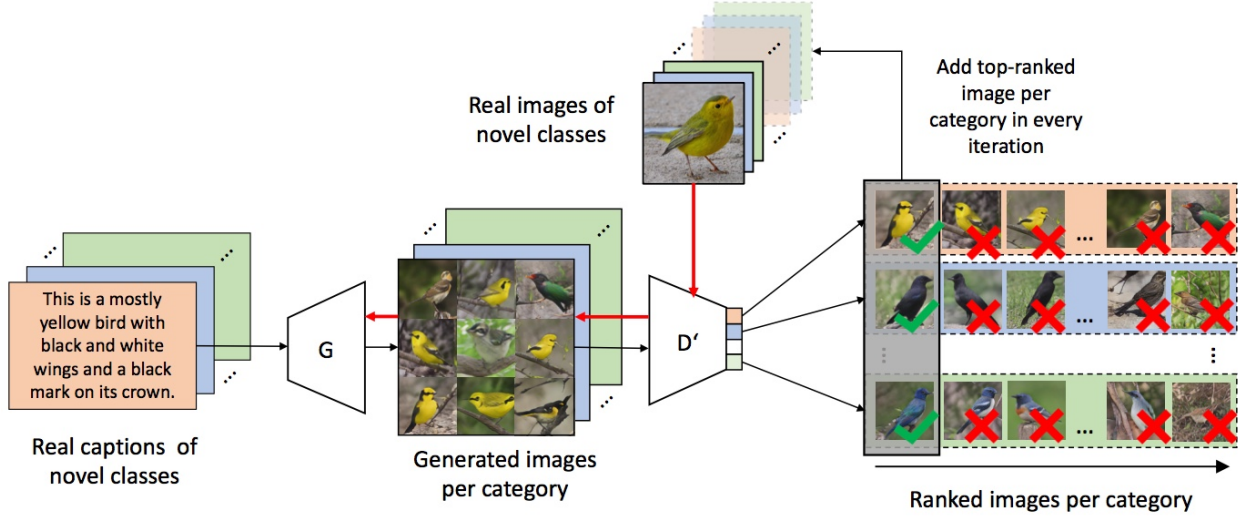 Real images of
novel classes
Add top-ranked
image per
category in every
iteration
This is a mostly
yellow bird with
black and white
wings and a black
mark on its crown.
G
D‘
...
...
...
Real captions of
novel classes
Generated images
per category
Ranked images per category